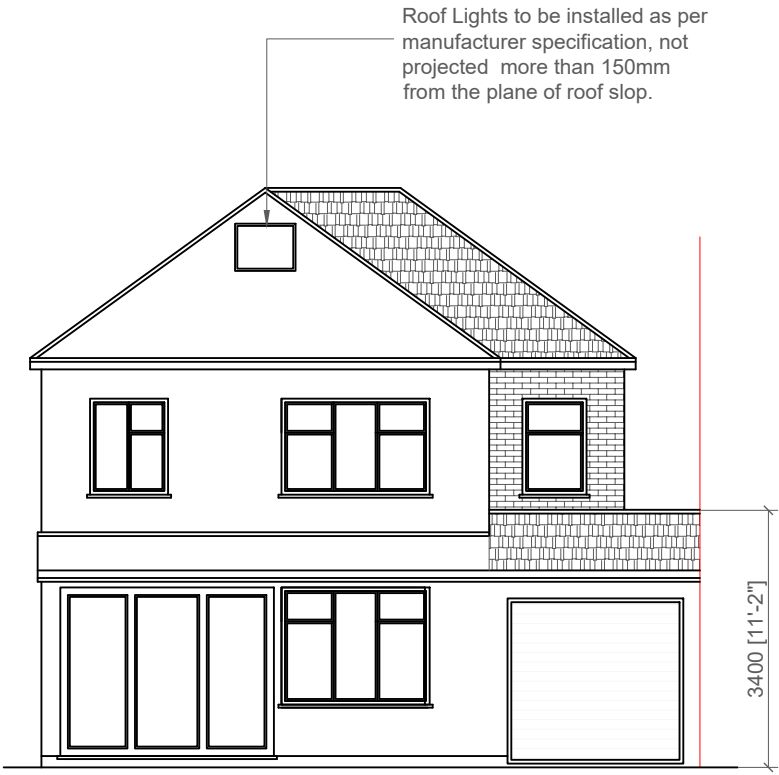 Roof Lights to be installed as per
manufacturer specification, not
projected  more than 150mm
from the plane of roof slop.
3400 [11'-2"]